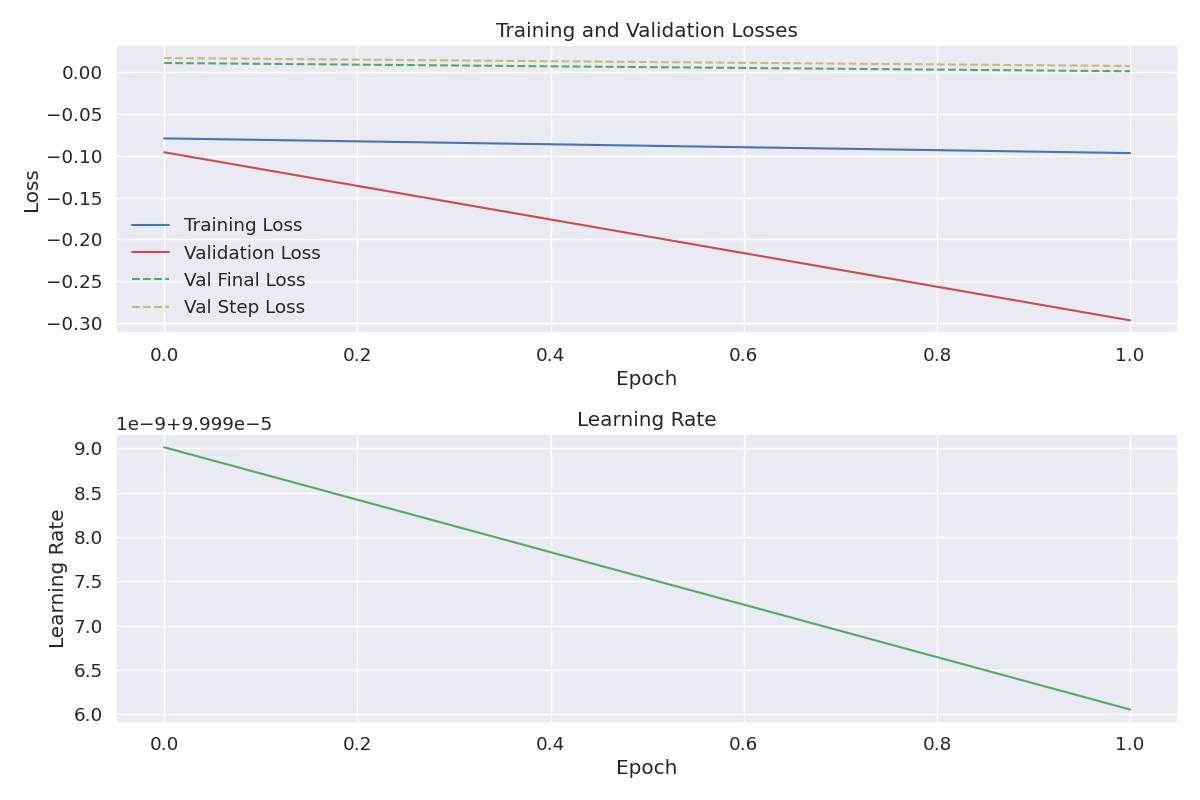 Training and Validation Losses
0.00
−0.05
−0.10
−0.15
−0.20
−0.25
−0.30
Loss
Training Loss
Validation Loss
Val Final Loss
Val Step Loss
0.0 0.2 0.4 0.6 0.8 1.0
Epoch
Learning Rate
1e−9+9.999e−5
9.0
8.5
8.0
7.5
7.0
6.5
6.0
Learning Rate
0.0 0.2 0.4 0.6 0.8 1.0
Epoch